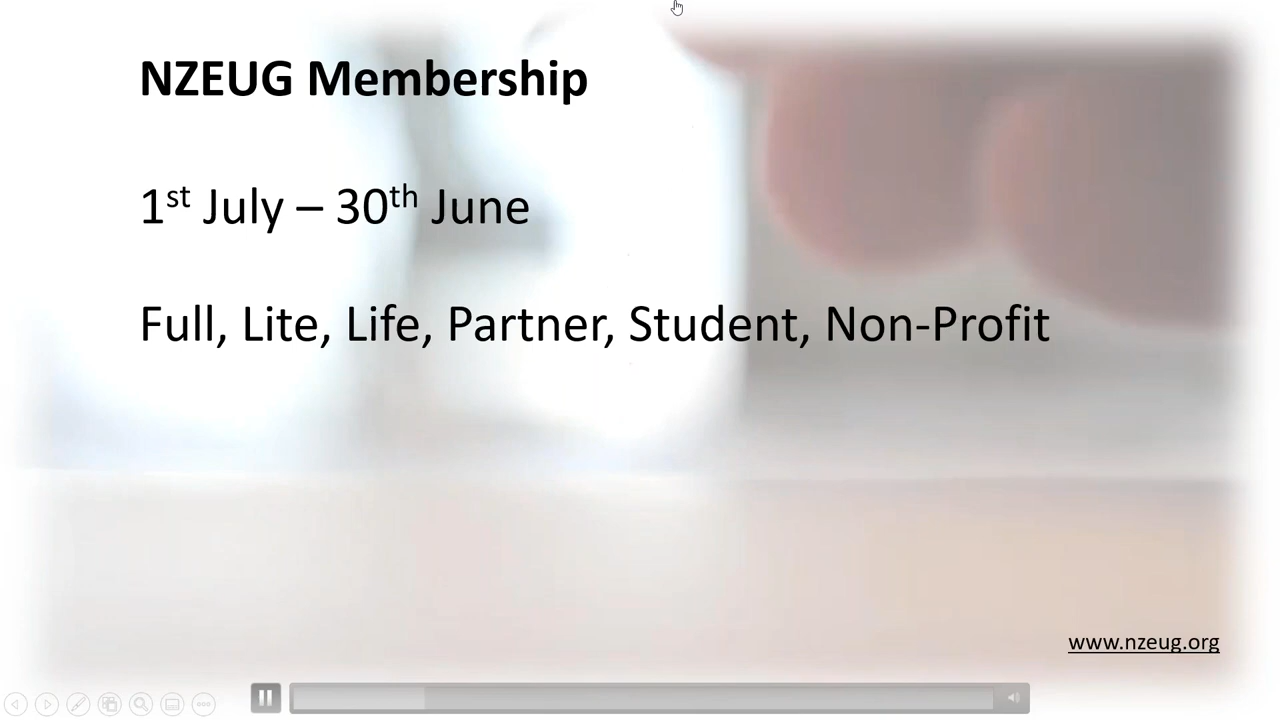 NZEUG Membership
1st July – 30th June
Full, Lite, Life, Partner, Student, Non-Profit
www.nzeug.org